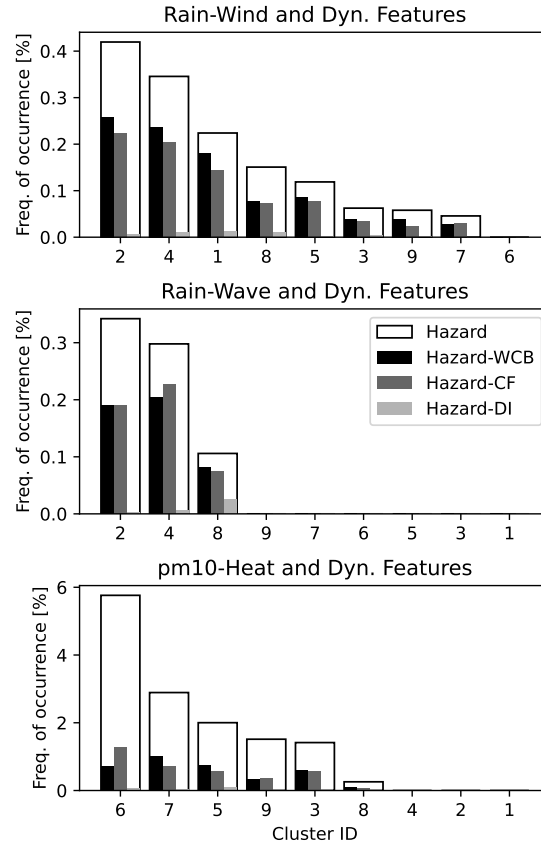 Rain-Wind and Dyn. Features
Freq. of occurrence [%]
0.4
0.3
0.2
0.1
0.0
2 4 1 8 5 3 9 7 6
Rain-Wave and Dyn. Features
Freq. of occurrence [%]
0.3
0.2
0.1
0.0
Hazard
Hazard-WCB
Hazard-CF
Hazard-DI
2 4 8 9 7 6 5 3 1
pm10-Heat and Dyn. Features
Freq. of occurrence [%]
6
4
2
0
6 7 5 9 3 8 4 2 1
Cluster ID